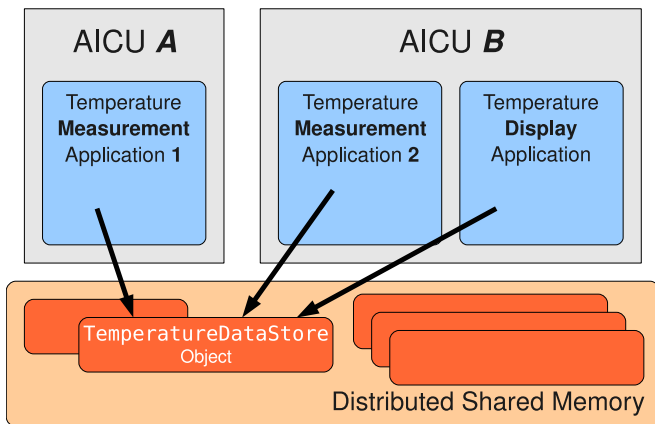 AICU A
AICU B
Temperature
Measurement
Application 1
Temperature
Measurement
Application 2
Temperature
Display
Application
TemperatureDataStore
Object
Distributed Shared Memory